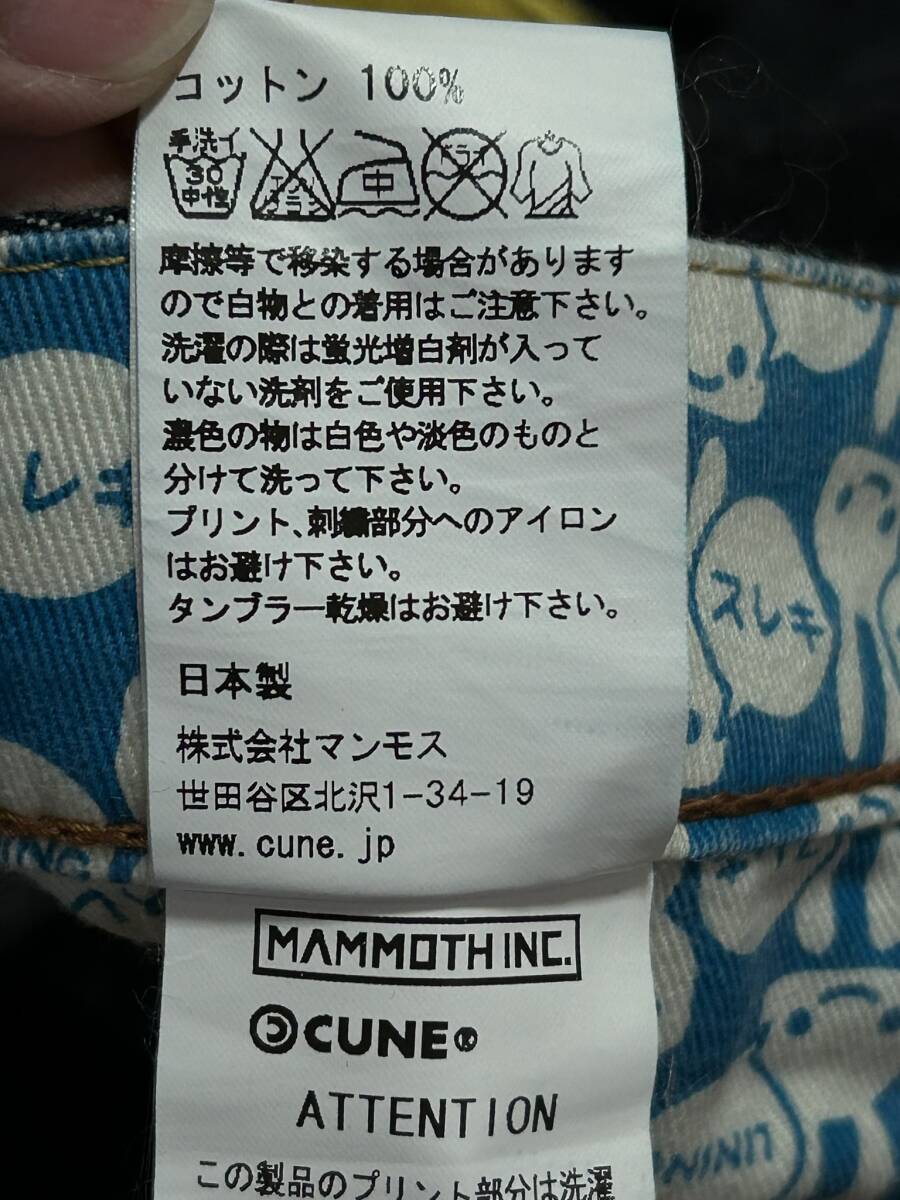 コットン 100%
手洗イ
30
中性
エンソ
サラシ
中
ドライ
摩擦等で移染する場合があります
ので白物との着用はご注意下さい。
洗濯の際は蛍光増白剤が入って
いない洗剤をご使用下さい。
濃色の物は白色や淡色のものと
分けて洗って下さい。
プリント、刺繍部分へのアイロン
はお避け下さい。
タンブラー乾燥はお避け下さい。
日本製
株式会社マンモス
世田谷区北沢1-34-19
www.cune.jp
MAMMOTH INC.
CUNE®
ATTENTION
この製品のプリント部分は洗濯
レキ
スレキ